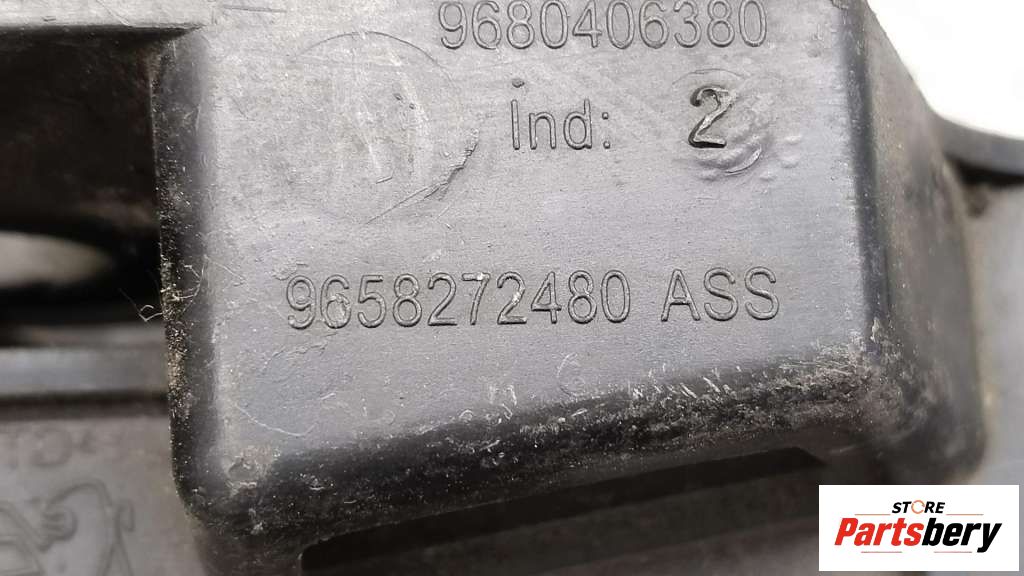 9680406380
Ind: 2
9658272480 ASS
STORE
Partsbery